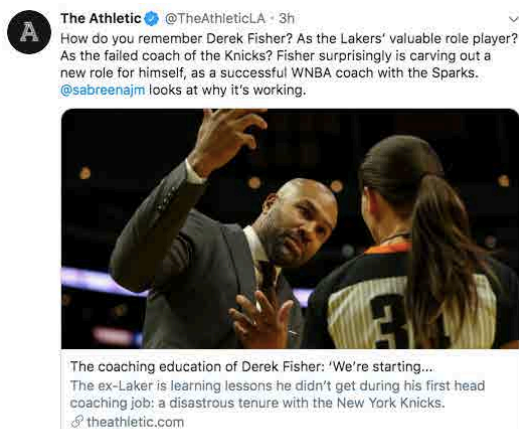 A
The Athletic @TheAthleticLA · 3h
How do you remember Derek Fisher? As the Lakers' valuable role player?
As the failed coach of the Knicks? Fisher surprisingly is carving out a
new role for himself, as a successful WNBA coach with the Sparks.
@sabreenajm looks at why it's working.
The coaching education of Derek Fisher: 'We're starting...
The ex-Laker is learning lessons he didn't get during his first head
coaching job: a disastrous tenure with the New York Knicks.
theathletic.com